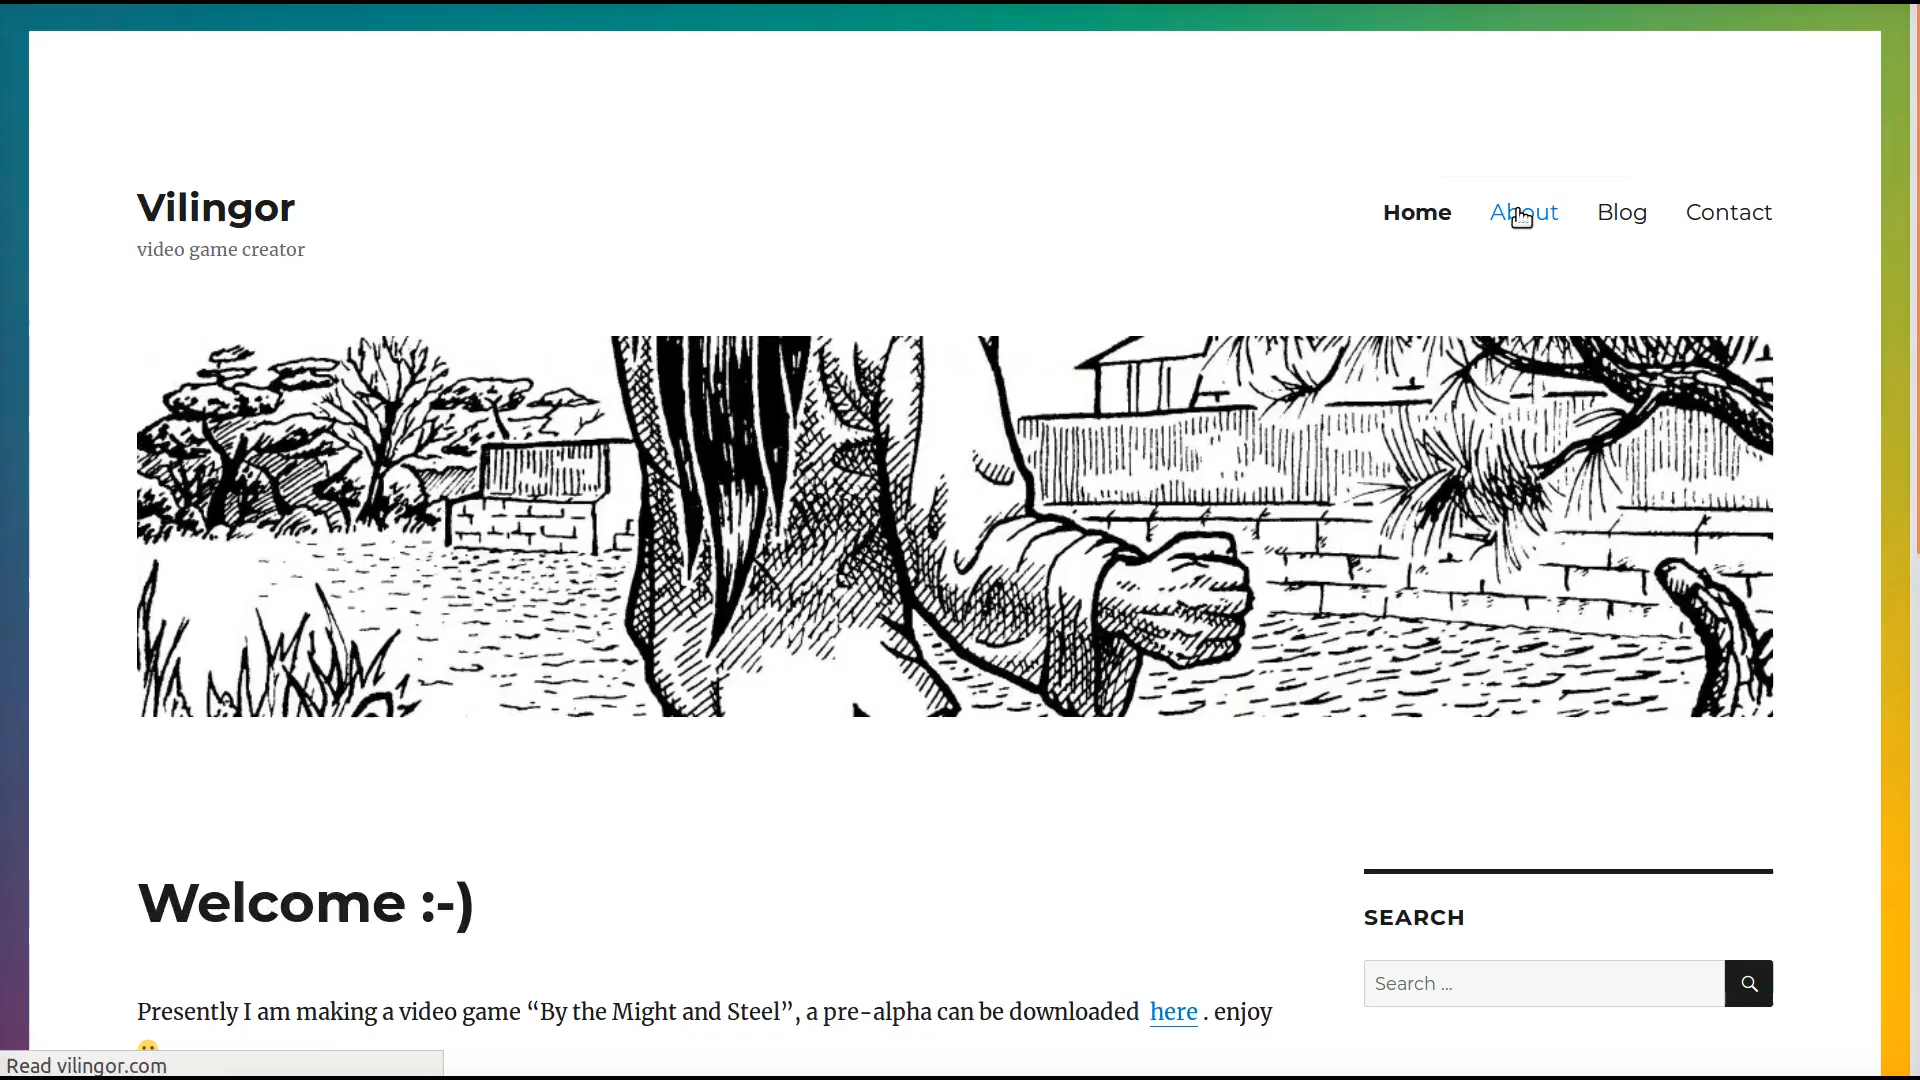 Vilingor
video game creator
Home About Blog Contact
Welcome :-)
Presently I am making a video game “By the Might and Steel”, a pre-alpha can be downloaded here . enjoy
SEARCH
Search …
Read vilingor.com